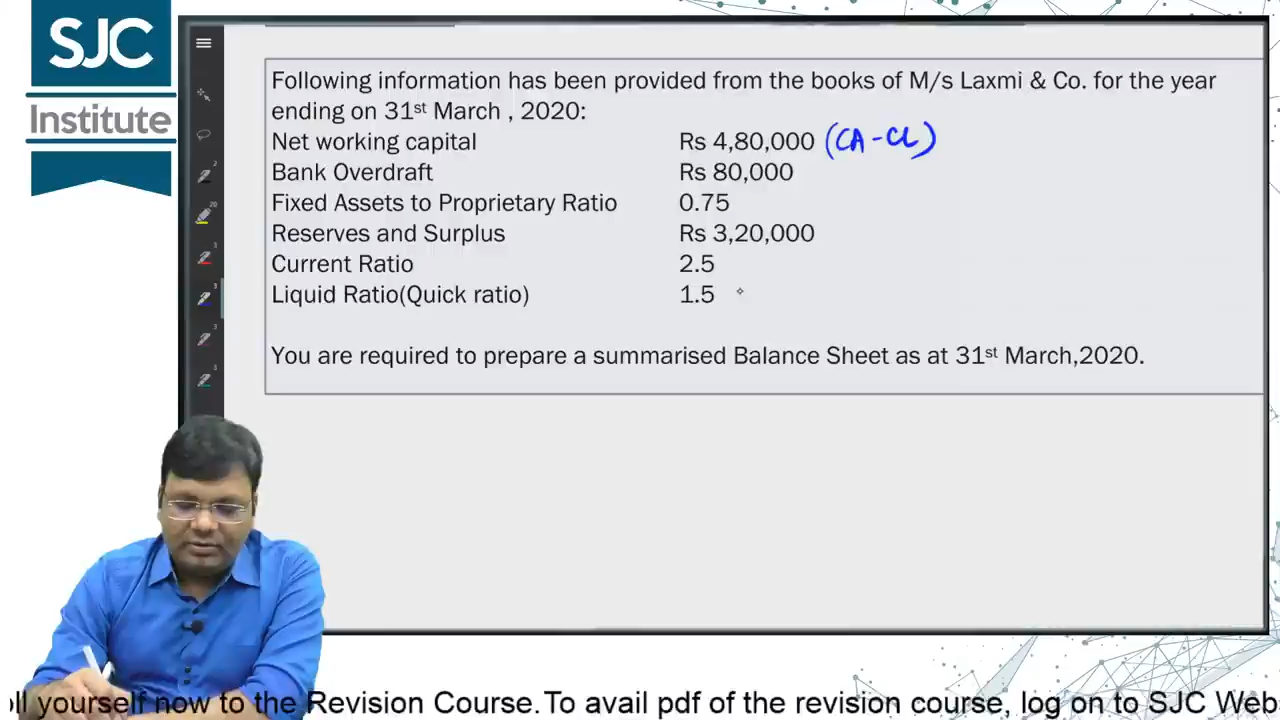 SJC
Institute
Following information has been provided from the books of M/s Laxmi & Co. for the year
ending on 31st March , 2020:
Net working capital Rs 4,80,000 (CA-CL)
Bank Overdraft Rs 80,000
Fixed Assets to Proprietary Ratio 0.75
Reserves and Surplus Rs 3,20,000
Current Ratio 2.5
Liquid Ratio(Quick ratio) 1.5
You are required to prepare a summarised Balance Sheet as at 31st March,2020.
yourself now to the Revision Course.To avail pdf of the revision course, log on to SJC Web